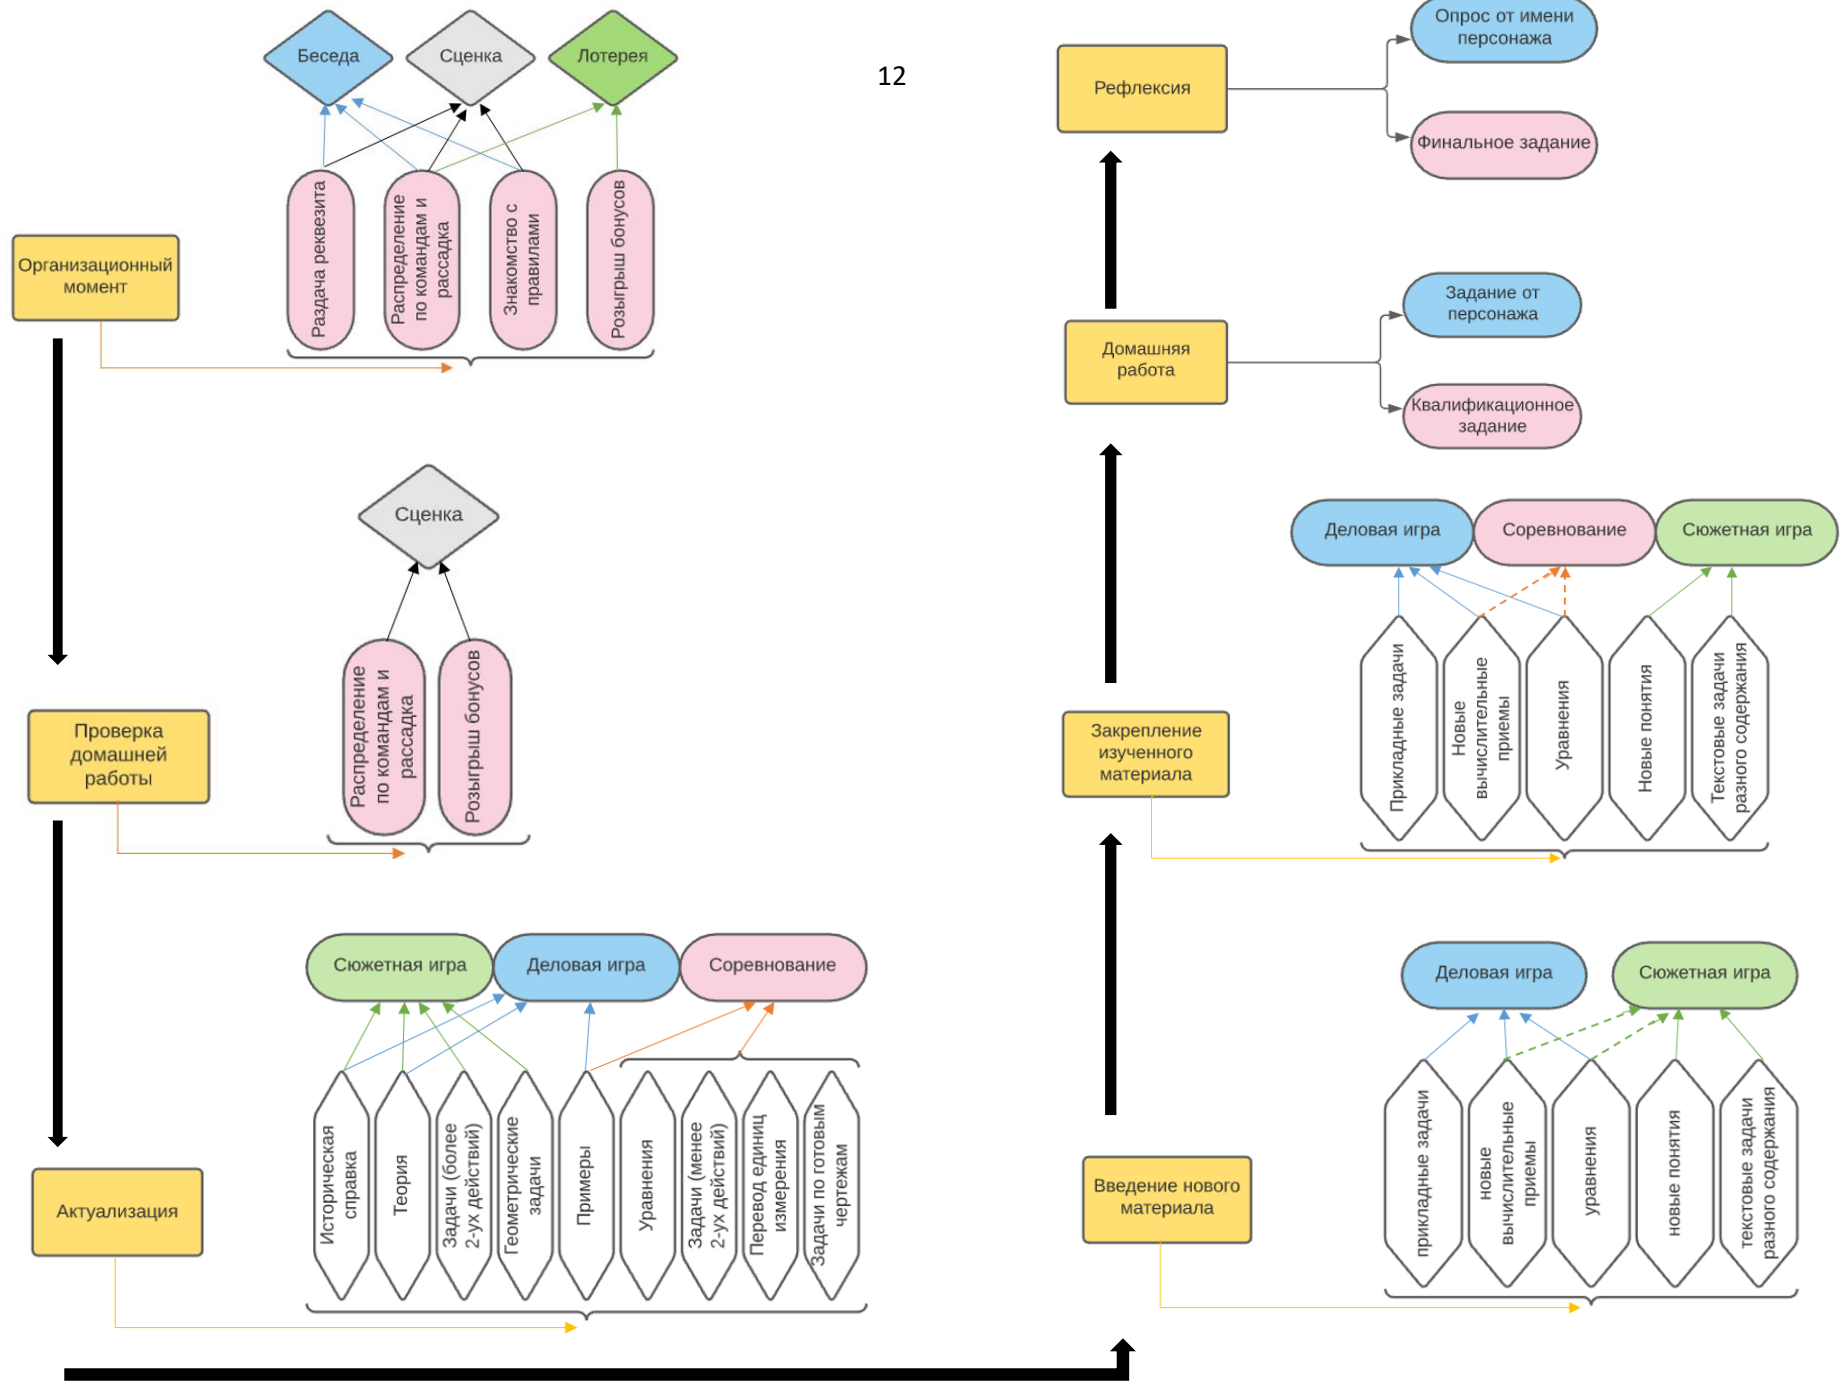 Беседа
Сценка
Лотерея
Раздача реквезита
Распределение
по командам и
рассадка
Знакомство с
правилами
Розыгрыш бонусов
Организационный
момент
Сценка
Распределение
по командам и
рассадка
Розыгрыш бонусов
Проверка
домашней
работы
Сюжетная игра
Деловая игра
Соревнование
Историческая
справка
Теория
Задачи (более
2-ух действий)
Геометрические
задачи
Примеры
Уравнения
Задачи (менее
2-ух действий)
Перевод единиц
измерения
Задачи по готовым
чертежам
Актуализация
12
Рефлексия
Опрос от имени
персонажа
Финальное задание
Домашняя
работа
Задание от
персонажа
Квалификационное
задание
Деловая игра
Соревнование
Сюжетная игра
Прикладные задачи
Новые
вычислительные
приемы
Уравнения
Новые понятия
Текстовые задачи
разного содержания
Закрепление
изученного
материала
Деловая игра
Сюжетная игра
прикладные задачи
новые
вычислительные
приемы
уравнения
новые понятия
текстовые задачи
разного содержания
Введение нового
материала